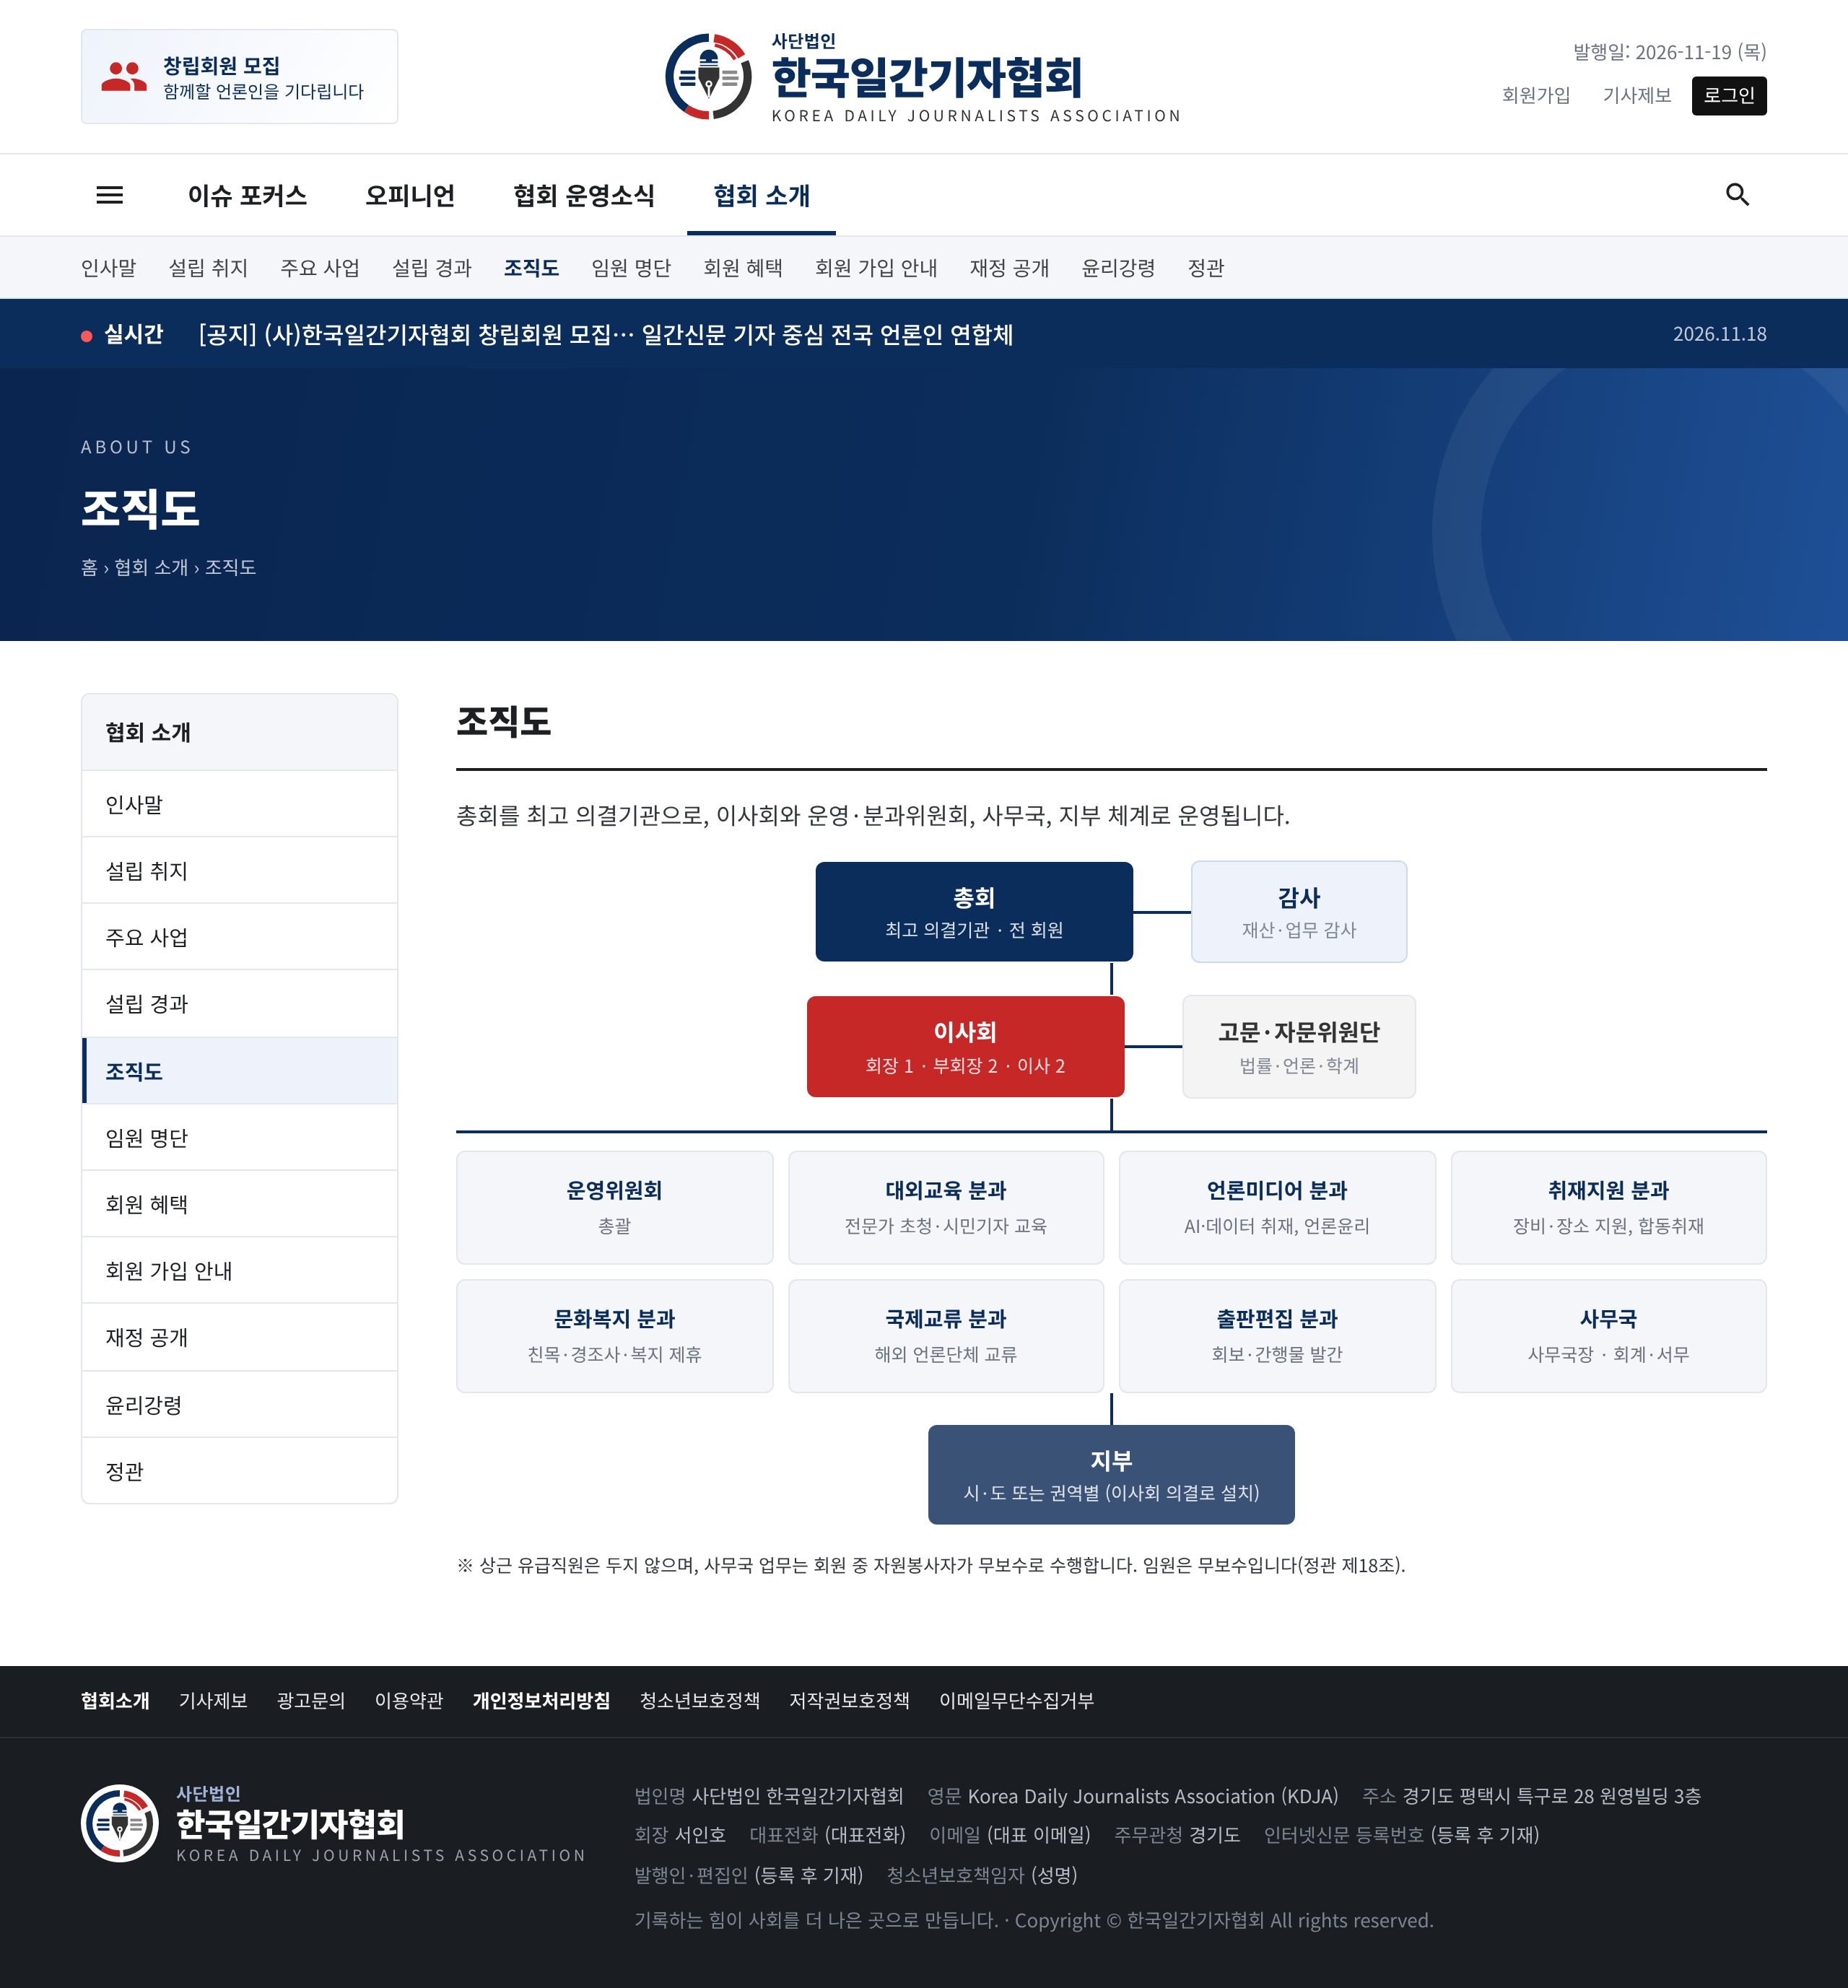 창립회원 모집
함께할 언론인을 기다립니다
사단법인
한국일간기자협회
KOREA DAILY JOURNALISTS ASSOCIATION
발행일: 2026-11-19 (목)
회원가입 기사제보 로그인
이슈 포커스 오피니언 협회 운영소식 협회 소개
인사말 설립 취지 주요 사업 설립 경과 조직도 임원 명단 회원 혜택 회원 가입 안내 재정 공개 윤리강령 정관
실시간 [공지] (사)한국일간기자협회 창립회원 모집… 일간신문 기자 중심 전국 언론인 연합체 2026.11.18
ABOUT US
조직도
홈 › 협회 소개 › 조직도
협회 소개
인사말
설립 취지
주요 사업
설립 경과
조직도
임원 명단
회원 혜택
회원 가입 안내
재정 공개
윤리강령
정관
조직도
총회를 최고 의결기관으로, 이사회와 운영·분과위원회, 사무국, 지부 체계로 운영됩니다.
총회
최고 의결기관 · 전 회원
감사
재산·업무 감사
이사회
회장 1 · 부회장 2 · 이사 2
고문·자문위원단
법률·언론·학계
운영위원회
총괄
대외교육 분과
전문가 초청·시민기자 교육
언론미디어 분과
AI·데이터 취재, 언론윤리
취재지원 분과
장비·장소 지원, 합동취재
문화복지 분과
친목·경조사·복지 제휴
국제교류 분과
해외 언론단체 교류
출판편집 분과
회보·간행물 발간
사무국
사무국장 · 회계·서무
지부
시·도 또는 권역별 (이사회 의결로 설치)
※ 상근 유급직원은 두지 않으며, 사무국 업무는 회원 중 자원봉사자가 무보수로 수행합니다. 임원은 무보수입니다(정관 제18조).
협회소개 기사제보 광고문의 이용약관 개인정보처리방침 청소년보호정책 저작권보호정책 이메일무단수집거부
사단법인
한국일간기자협회
KOREA DAILY JOURNALISTS ASSOCIATION
법인명 사단법인 한국일간기자협회 영문 Korea Daily Journalists Association (KDJA) 주소 경기도 평택시 특구로 28 원영빌딩 3층
회장 서인호 대표전화 (대표전화) 이메일 (대표 이메일) 주무관청 경기도 인터넷신문 등록번호 (등록 후 기재)
발행인·편집인 (등록 후 기재) 청소년보호책임자 (성명)
기록하는 힘이 사회를 더 나은 곳으로 만듭니다. · Copyright © 한국일간기자협회 All rights reserved.